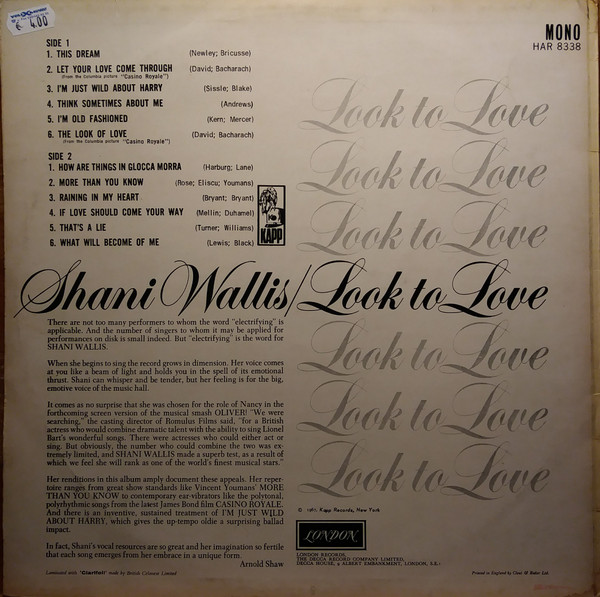 € 4.00
MONO
HAR 8338
SIDE 1
1. THIS DREAM (Newley; Bricusse)
2. LET YOUR LOVE COME THROUGH (David; Bacharach)
(From the Columbia picture "Casino Royale")
3. I'M JUST WILD ABOUT HARRY (Sissle; Blake)
4. THINK SOMETIMES ABOUT ME (Andrews)
5. I'M OLD FASHIONED (Kern; Mercer)
6. THE LOOK OF LOVE (David; Bacharach)
(From the Columbia picture "Casino Royale")
SIDE 2
1. HOW ARE THINGS IN GLOCCA MORRA (Harburg; Lane)
2. MORE THAN YOU KNOW (Rose; Eliscu; Youmans)
3. RAINING IN MY HEART (Bryant; Bryant)
4. IF LOVE SHOULD COME YOUR WAY (Mellin; Duhamel)
5. THAT'S A LIE (Turner; Williams)
6. WHAT WILL BECOME OF ME (Lewis; Black)
KAPP
Look to Love
Look to Love
Look to Love
Shani Wallis/Look to Love
Look to Love
Look to Love
Look to Love
There are not too many performers to whom the word "electrifying" is
applicable. And the number of singers to whom it may be applied for
performances on disk is small indeed. But "electrifying" is the word for
SHANI WALLIS.
When she begins to sing the record grows in dimension. Her voice comes
at you like a beam of light and holds you in the spell of its emotional
thrust. Shani can whisper and be tender, but her feeling is for the big,
emotive voice of the music hall.
It comes as no surprise that she was chosen for the role of Nancy in the
forthcoming screen version of the musical smash OLIVER! "We were
searching," the casting director of Romulus Films said, "for a British
actress who would combine dramatic talent with the ability to sing Lionel
Bart's wonderful songs. There were actresses who could either act or
sing. But obviously, the number who could combine the two was ex-
tremely limited, and SHANI WALLIS made a superb test, as a result of
which we feel she will rank as one of the world's finest musical stars."
Her renditions in this album amply document these appeals. Her reper-
toire ranges from great show standards like Vincent Youmans' MORE
THAN YOU KNOW to contemporary ear-vibrators like the polytonal,
polyrhythmic songs from the latest James Bond film CASINO ROYALE.
And there is an inventive, sustained treatment of I'M JUST WILD
ABOUT HARRY, which gives the up-tempo oldie a surprising ballad
impact.
In fact, Shani's vocal resources are so great and her imagination so fertile
that each song emerges from her embrace in a unique form.
Arnold Shaw
Kapp Records, New York
LONDON
LONDON RECORDS,
THE DECCA RECORD COMPANY LIMITED,
DECCA HOUSE, 9 ALBERT EMBANKMENT, LONDON, S.E.1
Laminated with 'Clarifoil' made by British Celanese Limited
Printed in England by Clout & Baker Ltd.